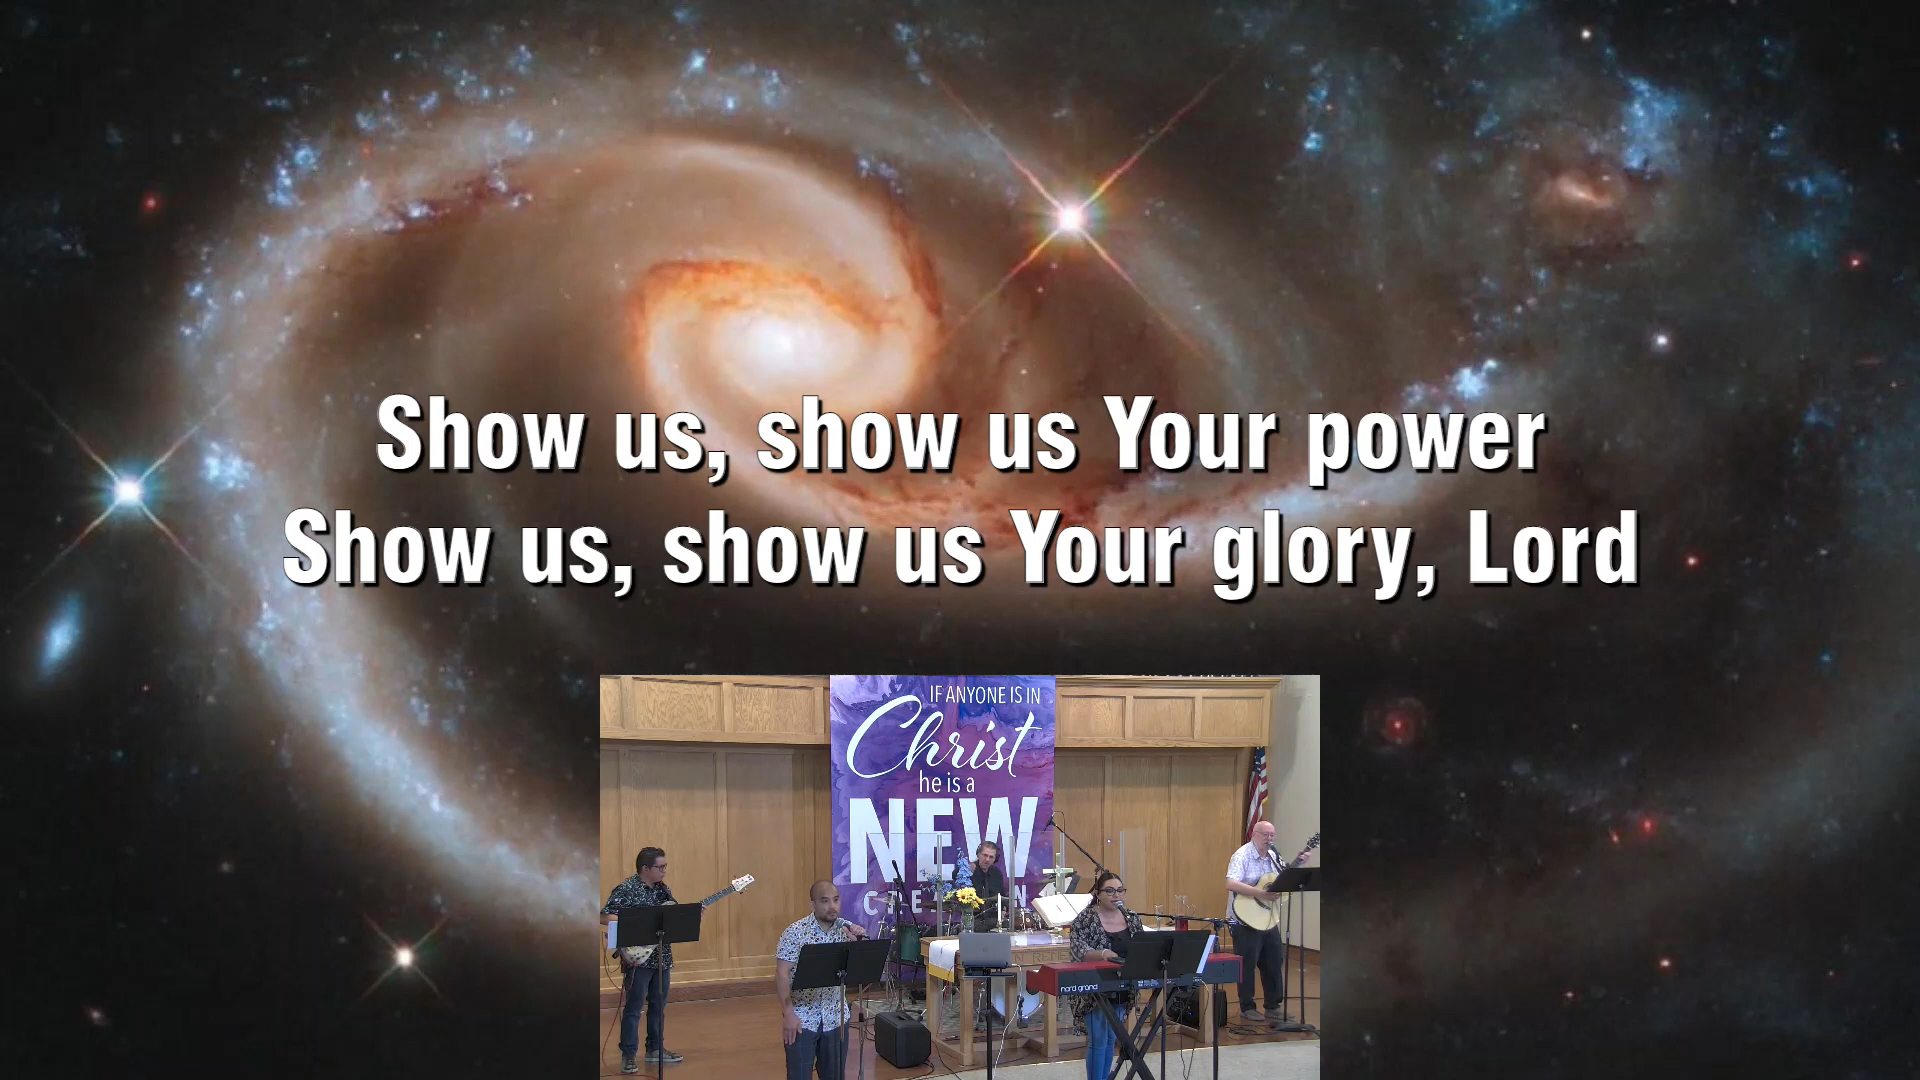 Show us, show us Your power
Show us, show us Your glory, Lord
IF ANYONE IS IN
Christ
he is a
NEW
nord grand